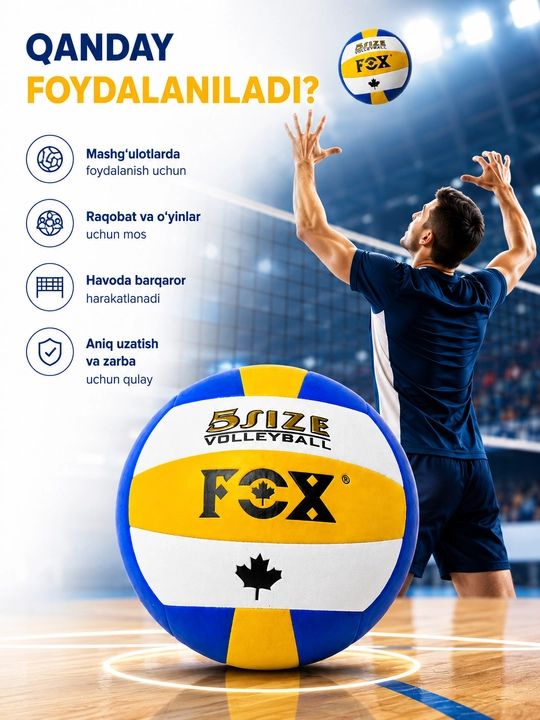 QANDAY
FOYDALANILADI?
Mashg‘ulotlarda
foydalanish uchun
Raqobat va o‘yinlar
uchun mos
Havoda barqaror
harakatlanadi
Aniq uzatish
va zarba
uchun qulay
5SIZE
VOLLEYBALL
FOX
5SIZE
VOLLEYBALL
FOX®